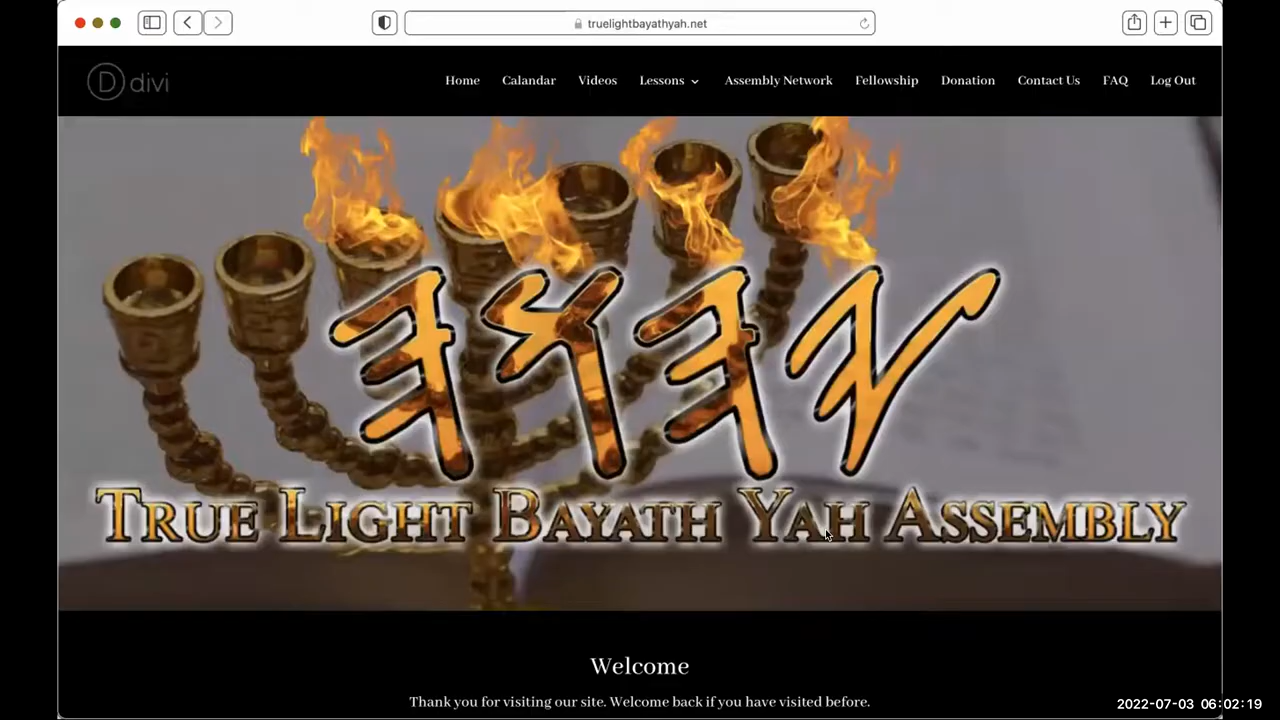 truelightbayathyah.net
D divi
Home Calandar Videos Lessons Assembly Network Fellowship Donation Contact Us FAQ Log Out
𐤉𐤄𐤅𐤄
True Light Bayath Yah Assembly
Welcome
Thank you for visiting our site. Welcome back if you have visited before.
2022-07-03 06:02:19